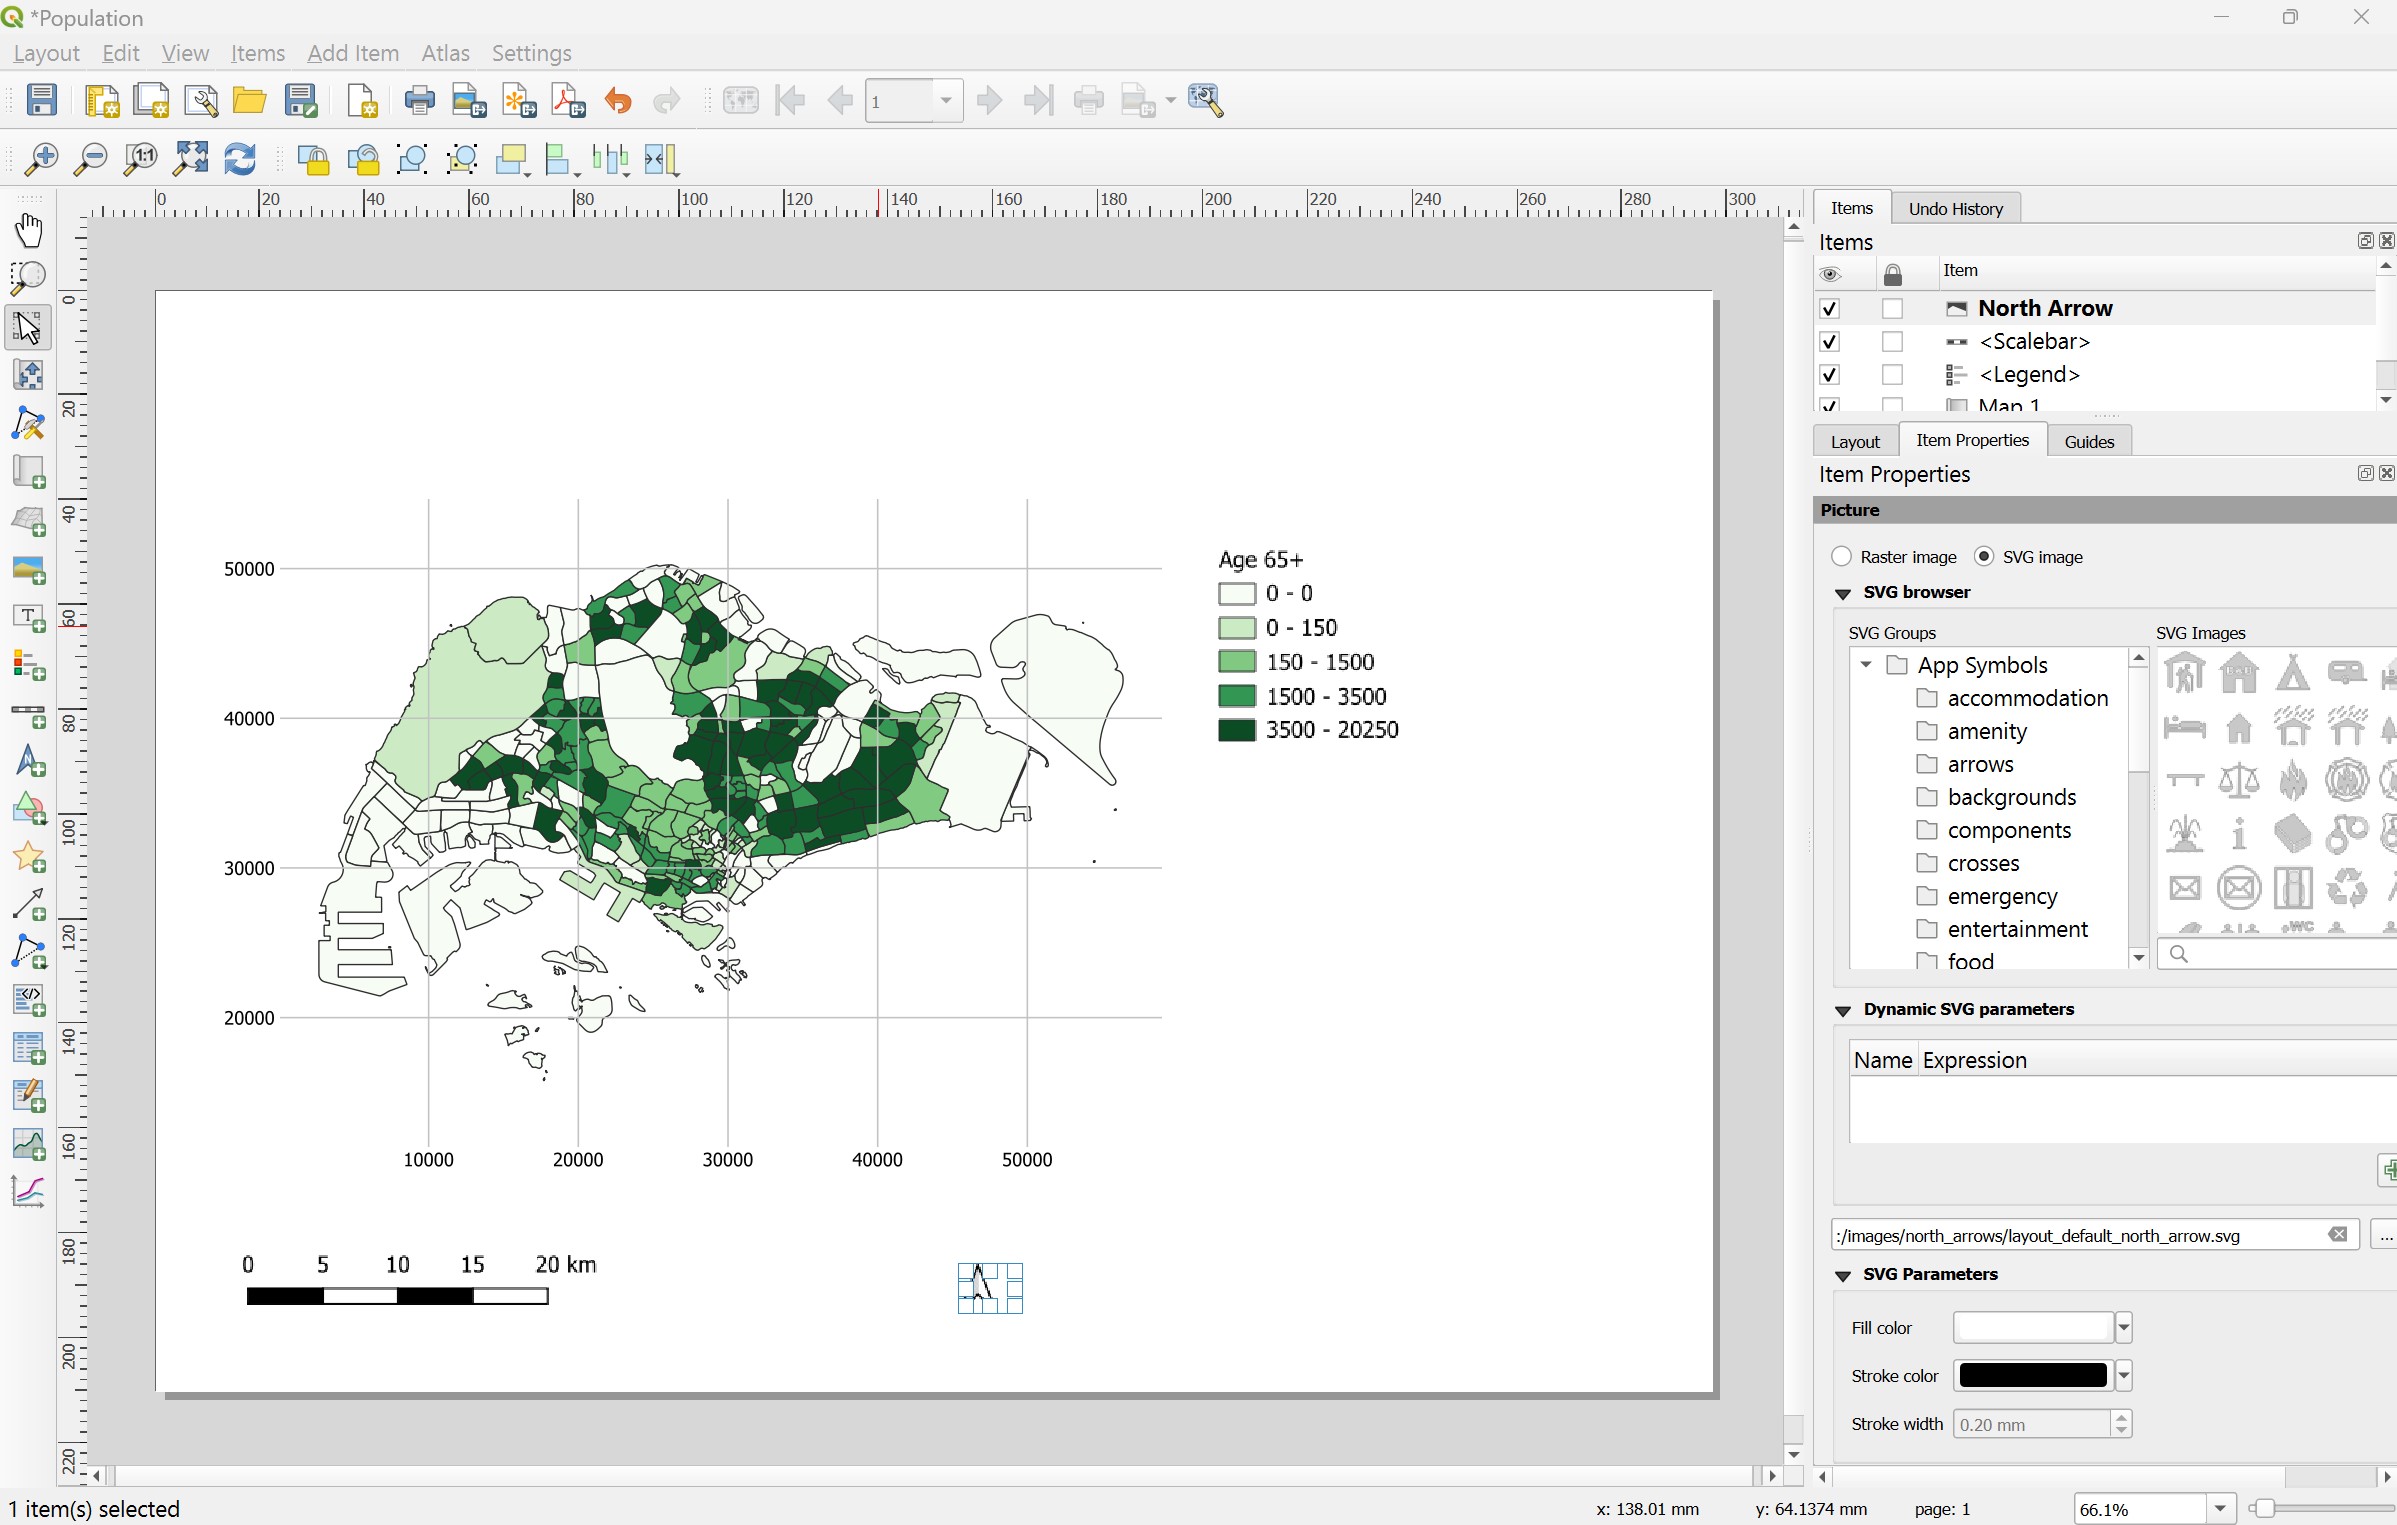 *Population
Layout Edit View Items Add Item Atlas Settings
1
1:1
0 20 40 60 80 100 120 140 160 180 200 220 240 260 280 300
0 20 40 60 80 100 120 140 160 180 200 220
Items Undo History
Items
Item
North Arrow
<Scalebar>
<Legend>
Map 1
Layout Item Properties Guides
Item Properties
Picture
Raster image SVG image
SVG browser
SVG Groups SVG Images
App Symbols
accommodation
amenity
arrows
backgrounds
components
crosses
emergency
entertainment
food
Dynamic SVG parameters
Name Expression
:/images/north_arrows/layout_default_north_arrow.svg
...
SVG Parameters
Fill color
Stroke color
Stroke width 0.20 mm
50000
40000
30000
20000
10000 20000 30000 40000 50000
Age 65+
0 - 0
0 - 150
150 - 1500
1500 - 3500
3500 - 20250
0 5 10 15 20 km
1 item(s) selected
x: 138.01 mm y: 64.1374 mm page: 1 66.1%